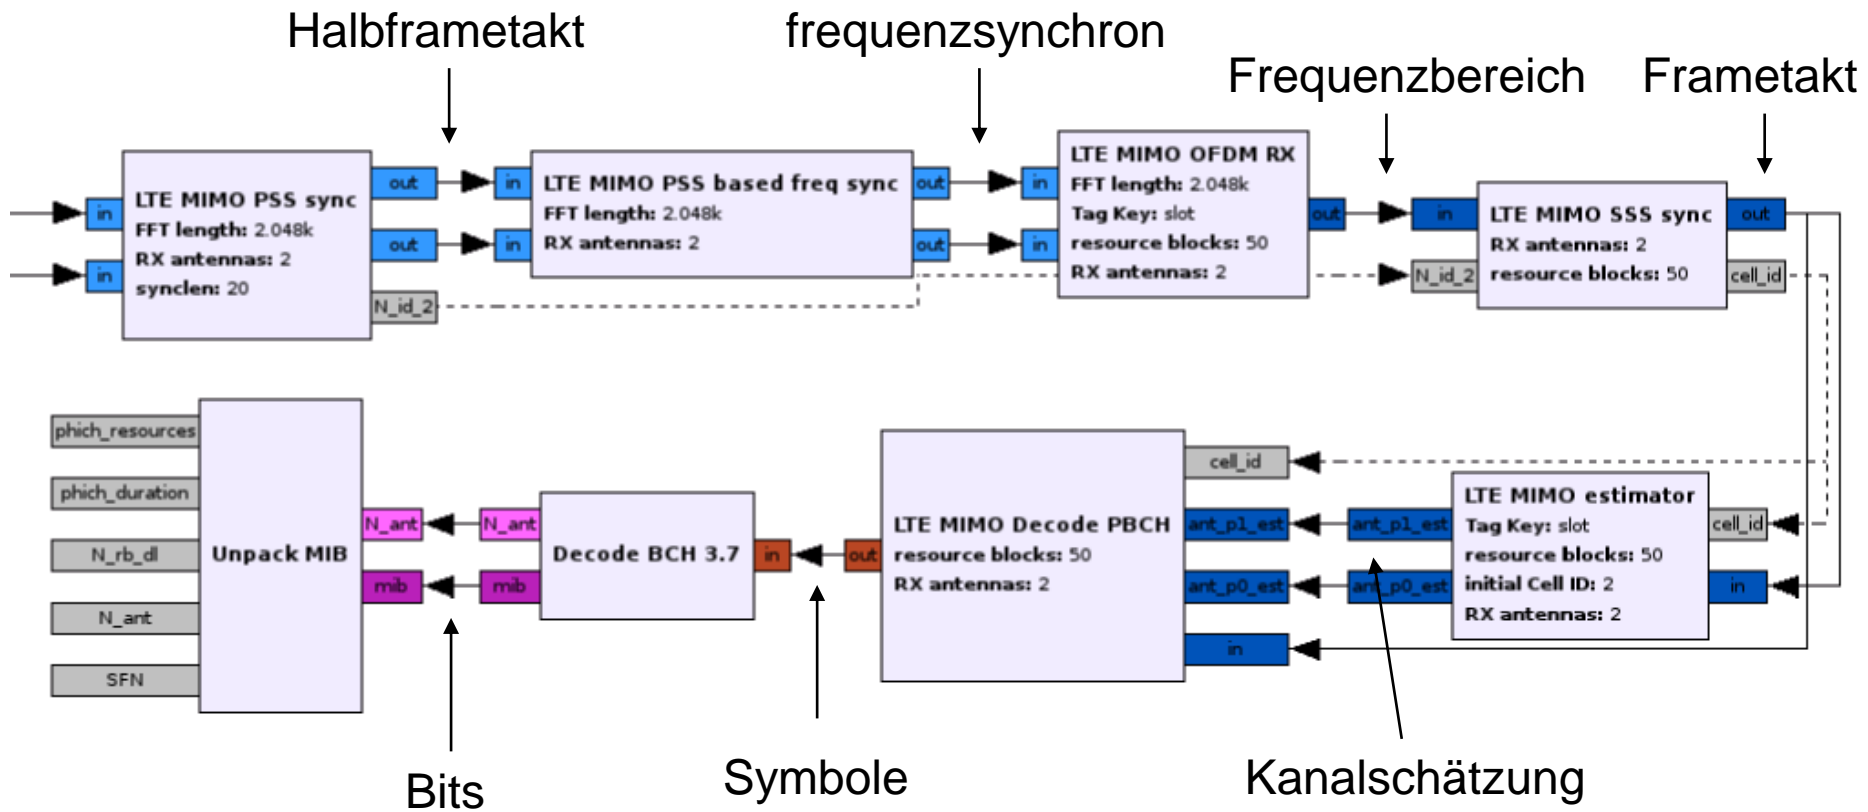 Halbframetakt
frequenzsynchron
Frequenzbereich
Frametakt
in
in
LTE MIMO PSS sync
FFT length: 2.048k
RX antennas: 2
synclen: 20
out
out
N_id_2
in
in
LTE MIMO PSS based freq sync
FFT length: 2.048k
RX antennas: 2
out
out
in
in
LTE MIMO OFDM RX
FFT length: 2.048k
Tag Key: slot
resource blocks: 50
RX antennas: 2
out
in
N_id_2
LTE MIMO SSS sync
RX antennas: 2
resource blocks: 50
out
cell_id
phich_resources
phich_duration
N_rb_dl
N_ant
SFN
Unpack MIB
N_ant
mib
N_ant
mib
Decode BCH 3.7
in
out
LTE MIMO Decode PBCH
resource blocks: 50
RX antennas: 2
cell_id
ant_p1_est
ant_p0_est
in
ant_p1_est
ant_p0_est
LTE MIMO estimator
Tag Key: slot
resource blocks: 50
initial Cell ID: 2
RX antennas: 2
cell_id
in
Bits
Symbole
Kanalschätzung